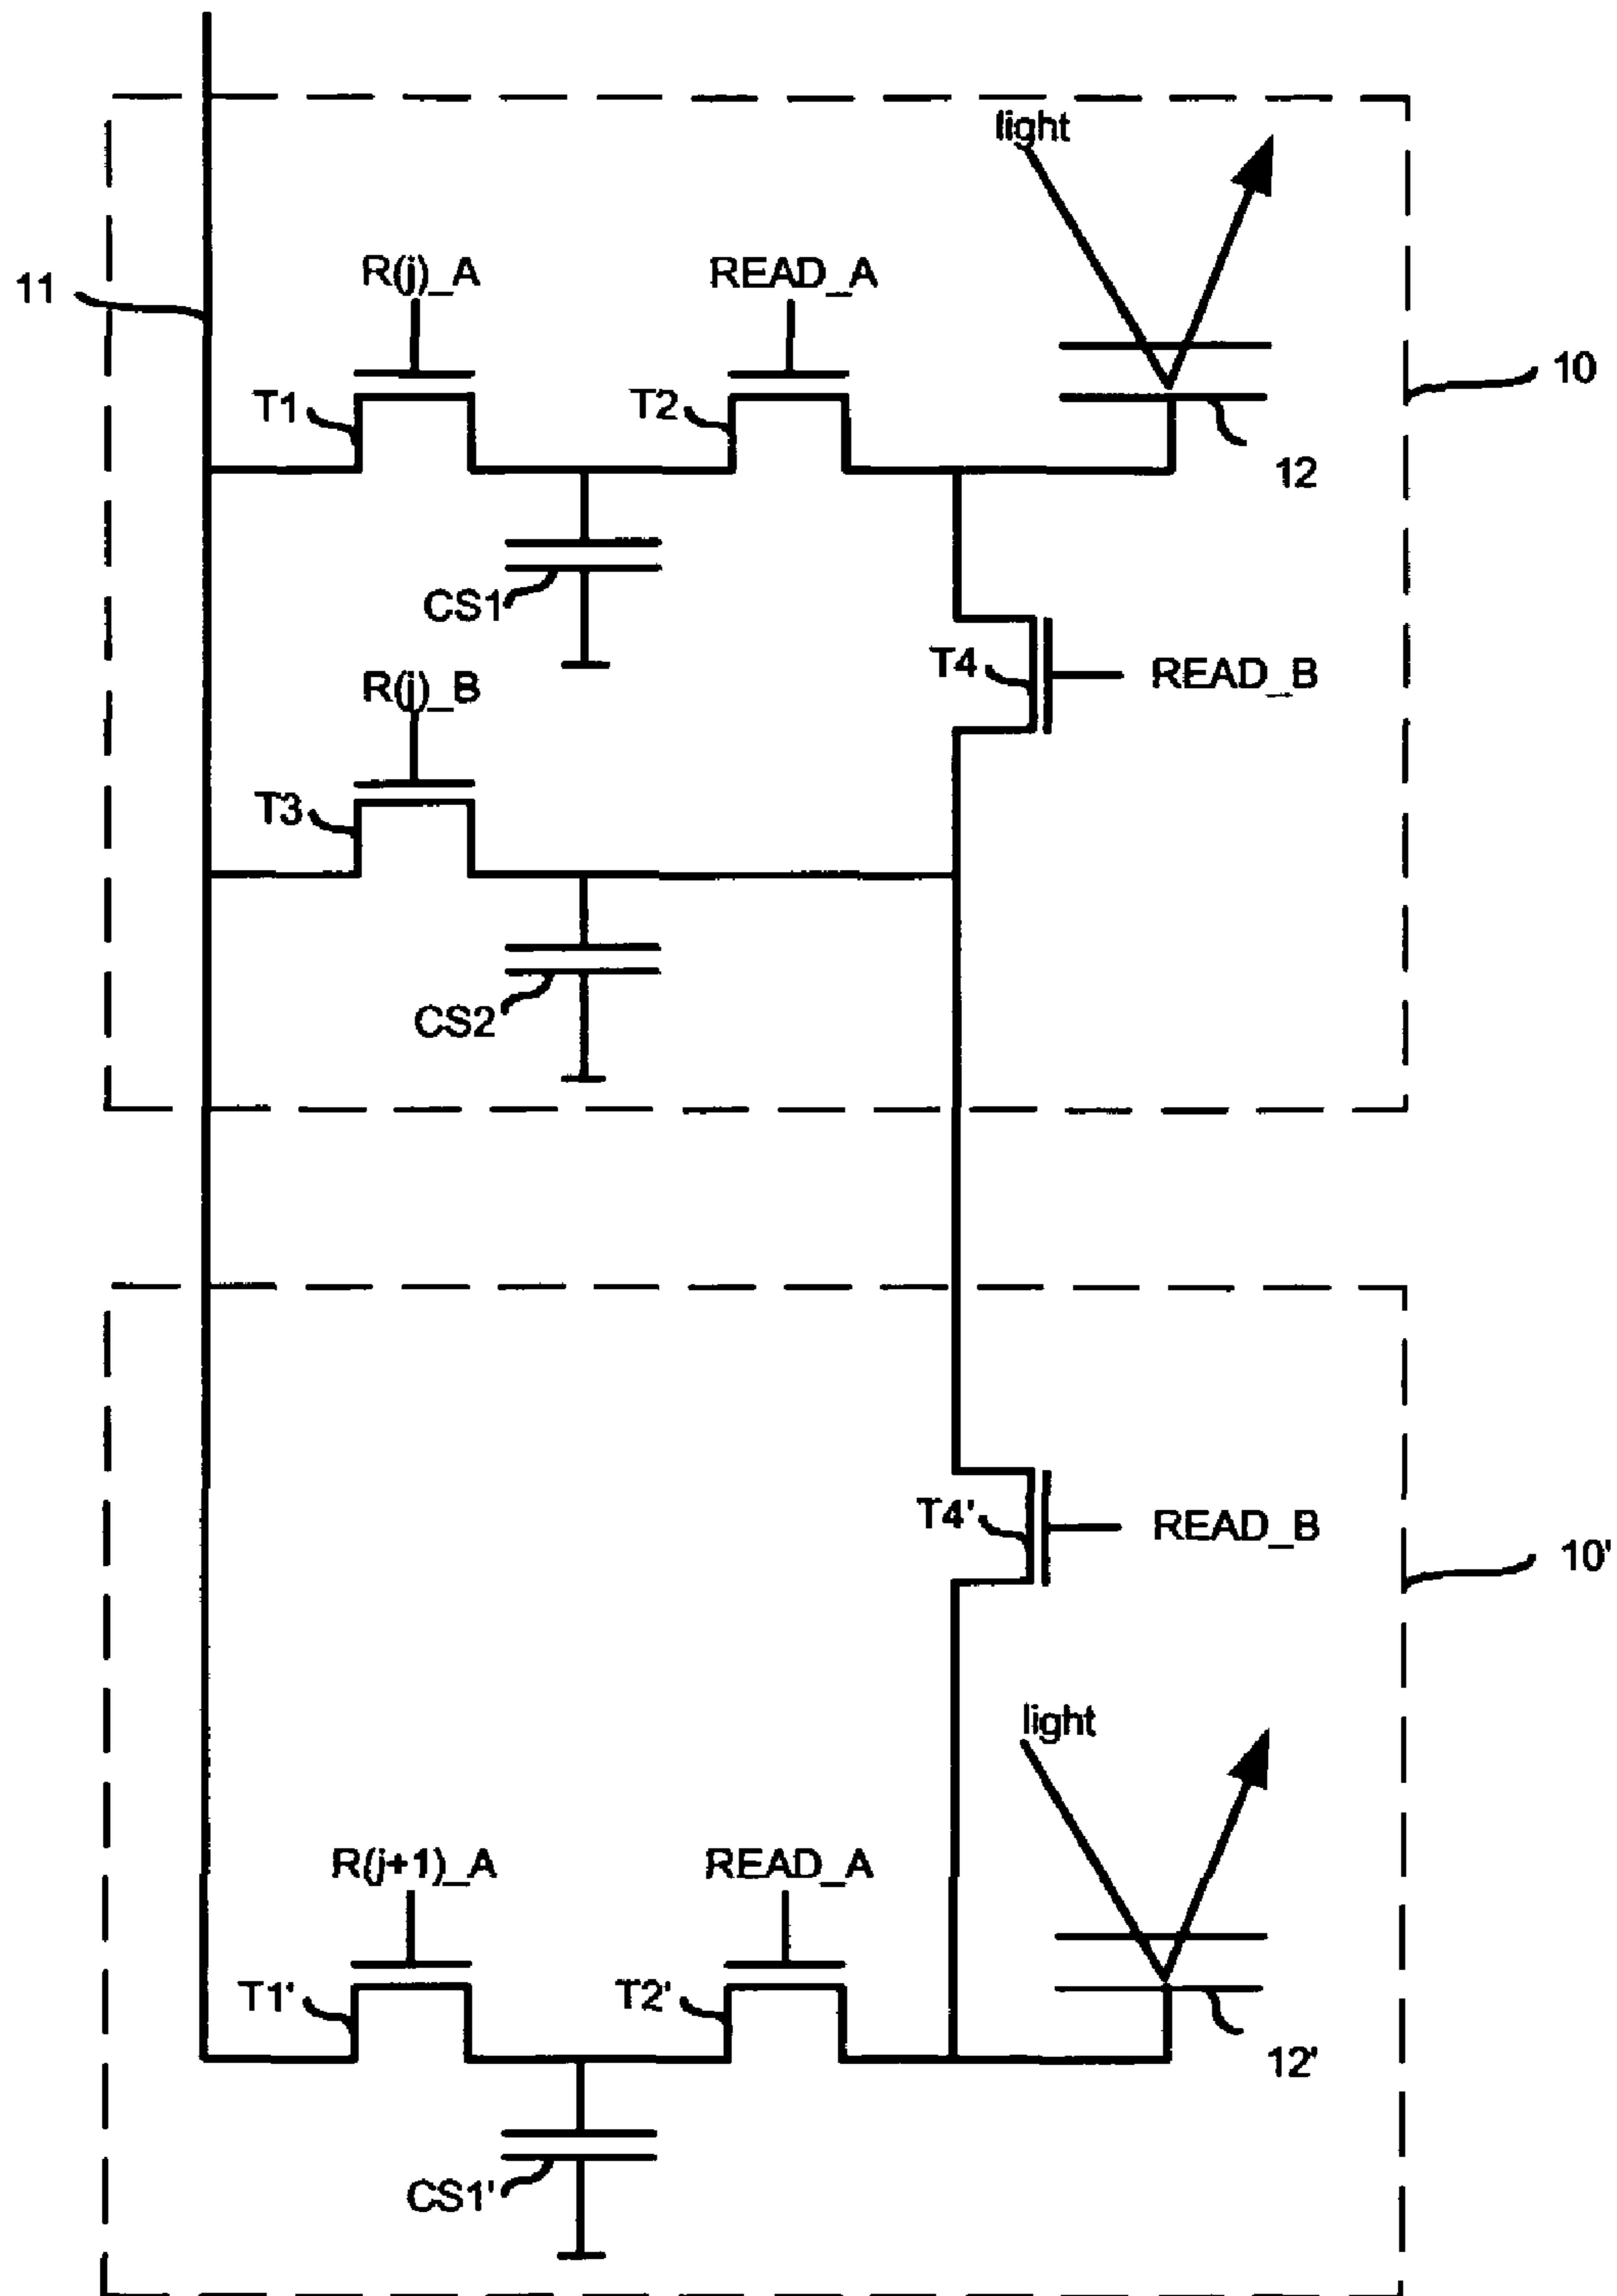 light
11
R(j)_A
READ_A
10
T1
T2
12
CS1
T4
READ_B
R(j)_B
T3
CS2
T4'
READ_B
10'
light
R(j+1)_A
READ_A
T1'
T2'
12'
CS1'